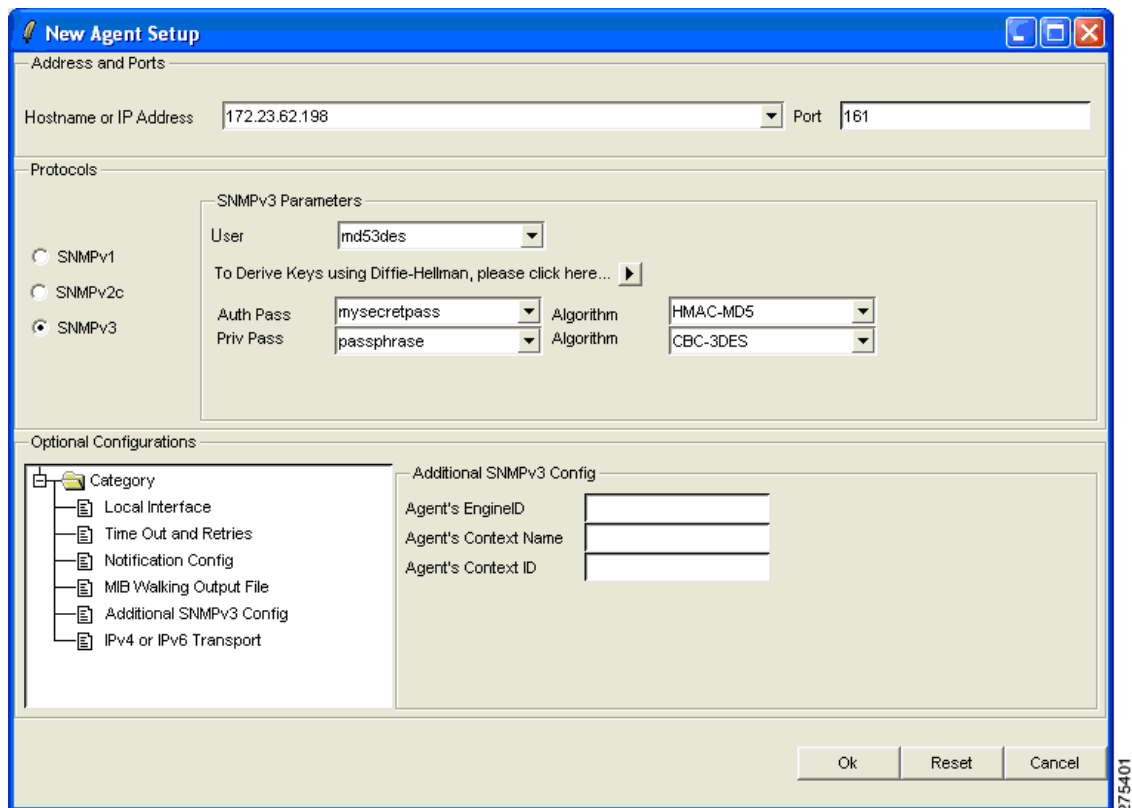 New Agent Setup
Address and Ports
Hostname or IP Address 172.23.62.198 Port 161
Protocols
SNMPv3 Parameters
User md53des
SNMPv1
To Derive Keys using Diffie-Hellman, please click here...
SNMPv2c
Auth Pass mysecretpass Algorithm HMAC-MD5
SNMPv3
Priv Pass passphrase Algorithm CBC-3DES
Optional Configurations
Category
Local Interface
Time Out and Retries
Notification Config
MIB Walking Output File
Additional SNMPv3 Config
IPv4 or IPv6 Transport
Additional SNMPv3 Config
Agent's EngineID
Agent's Context Name
Agent's Context ID
Ok Reset Cancel
275401